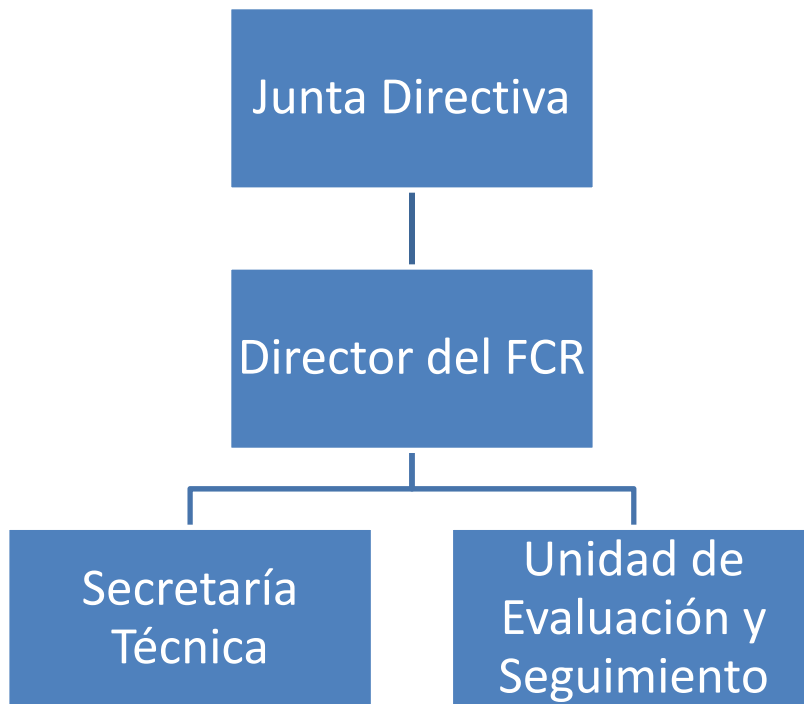 Junta Directiva
Director del FCR
Secretaría
Técnica
Unidad de
Evaluación y
Seguimiento